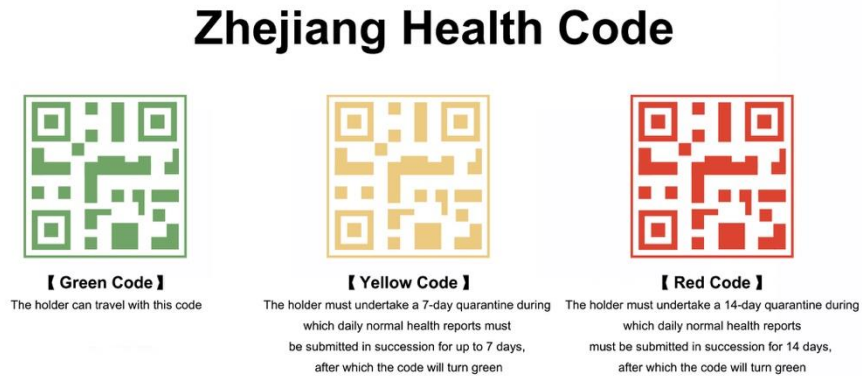 Zhejiang Health Code
【 Green Code 】
The holder can travel with this code
【 Yellow Code 】
The holder must undertake a 7-day quarantine during
which daily normal health reports must
be submitted in succession for up to 7 days,
after which the code will turn green
【 Red Code 】
The holder must undertake a 14-day quarantine during
which daily normal health reports
must be submitted in succession for 14 days,
after which the code will turn green